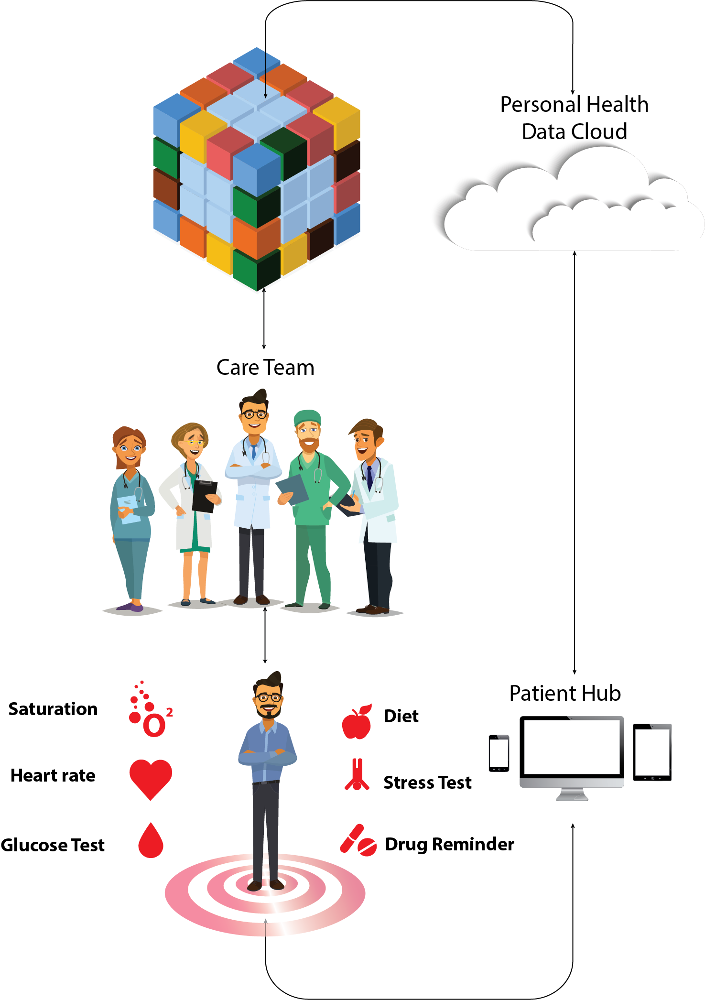 Personal Health
Data Cloud
Care Team
Saturation
O²
Heart rate
Glucose Test
Diet
Stress Test
Drug Reminder
Patient Hub